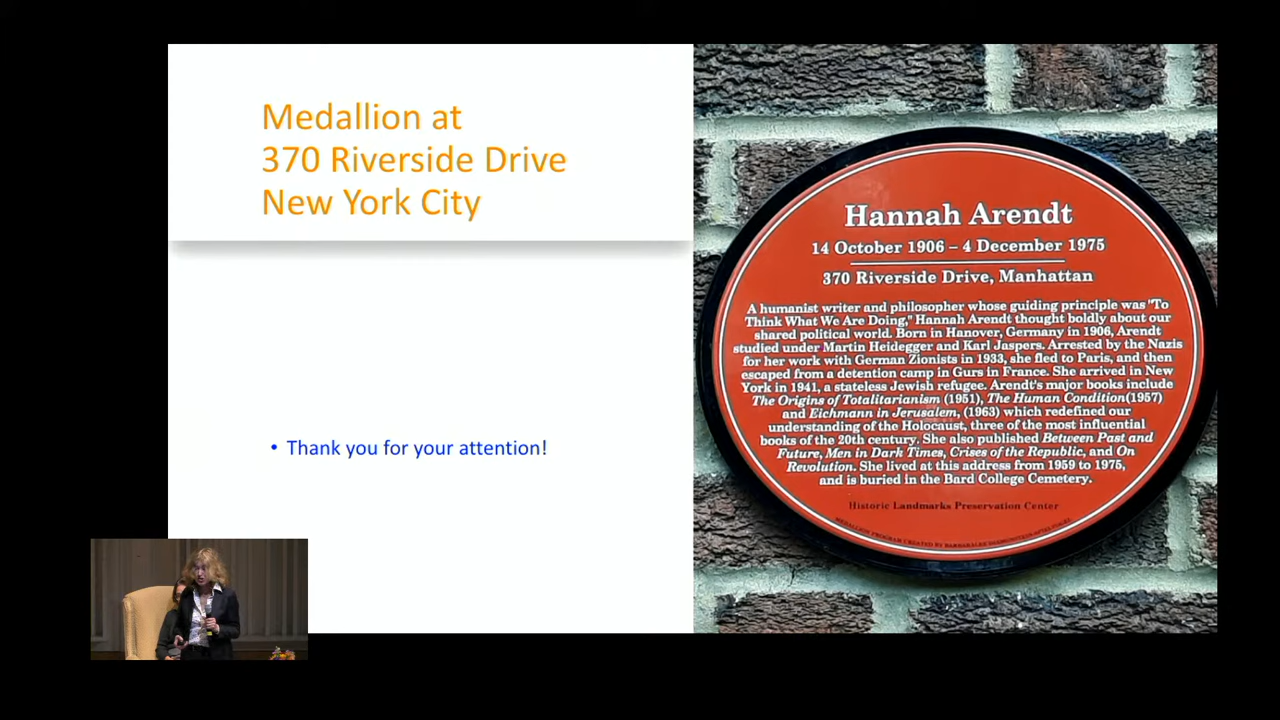 Medallion at
370 Riverside Drive
New York City
• Thank you for your attention!
Hannah Arendt
14 October 1906 – 4 December 1975
370 Riverside Drive, Manhattan
A humanist writer and philosopher whose guiding principle was "To
Think What We Are Doing," Hannah Arendt thought boldly about our
shared political world. Born in Hanover, Germany in 1906, Arendt
studied under Martin Heidegger and Karl Jaspers. Arrested by the Nazis
for her work with German Zionists in 1933, she fled to Paris, and then
escaped from a detention camp in Gurs in France. She arrived in New
York in 1941, a stateless Jewish refugee. Arendt's major books include
The Origins of Totalitarianism (1951), The Human Condition(1957)
and Eichmann in Jerusalem, (1963) which redefined our
understanding of the Holocaust, three of the most influential
books of the 20th century. She also published Between Past and
Future, Men in Dark Times, Crises of the Republic, and On
Revolution. She lived at this address from 1959 to 1975,
and is buried in the Bard College Cemetery.
Historic Landmarks Preservation Center
MEDALLION PROGRAM CREATED BY